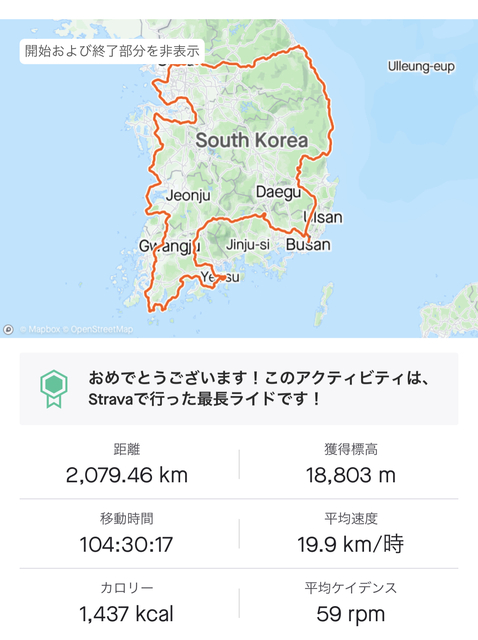 開始および終了部分を非表示
Ulleung-eup
South Korea
Jeonju
Daegu
Ulsan
Gwangju
Jinju-si
Busan
Yeosu
© Mapbox © OpenStreetMap
おめでとうございます！このアクティビティは、
Stravaで行った最長ライドです！
距離
獲得標高
2,079.46 km
18,803 m
移動時間
平均速度
104:30:17
19.9 km/時
カロリー
平均ケイデンス
1,437 kcal
59 rpm